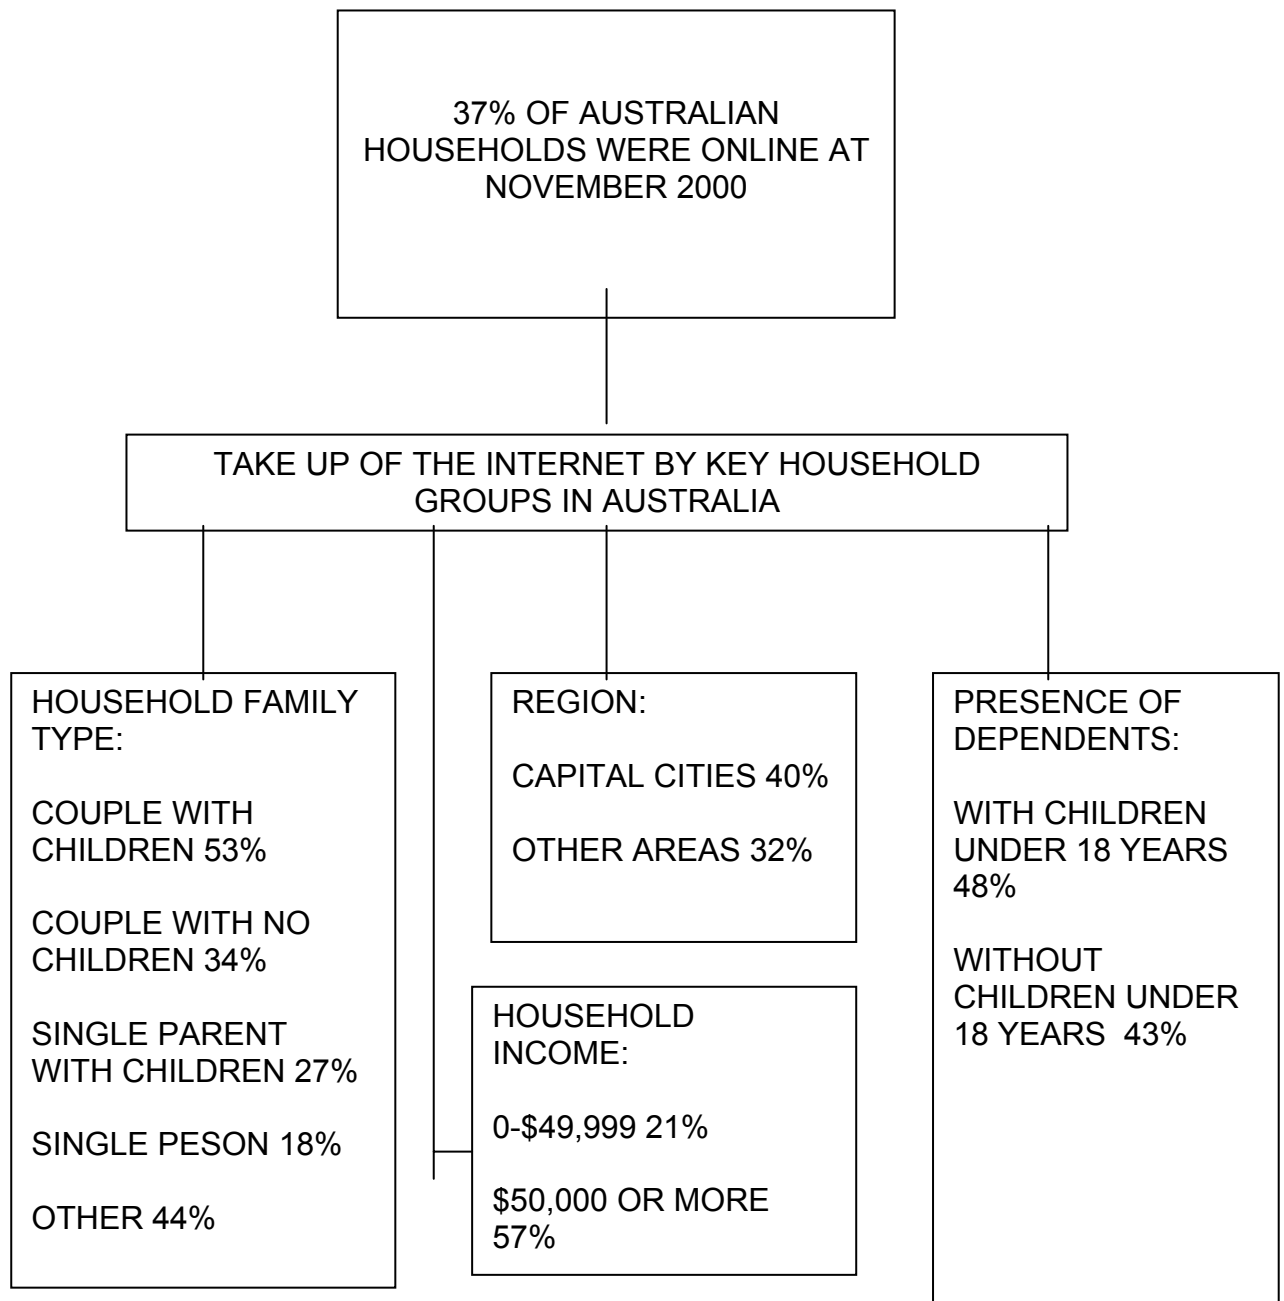 37% OF AUSTRALIAN
HOUSEHOLDS WERE ONLINE AT
NOVEMBER 2000
TAKE UP OF THE INTERNET BY KEY HOUSEHOLD
GROUPS IN AUSTRALIA
HOUSEHOLD FAMILY
TYPE:
COUPLE WITH
CHILDREN 53%
COUPLE WITH NO
CHILDREN 34%
SINGLE PARENT
WITH CHILDREN 27%
SINGLE PESON 18%
OTHER 44%
REGION:
CAPITAL CITIES 40%
OTHER AREAS 32%
HOUSEHOLD
INCOME:
0-$49,999 21%
$50,000 OR MORE
57%
PRESENCE OF
DEPENDENTS:
WITH CHILDREN
UNDER 18 YEARS
48%
WITHOUT
CHILDREN UNDER
18 YEARS  43%